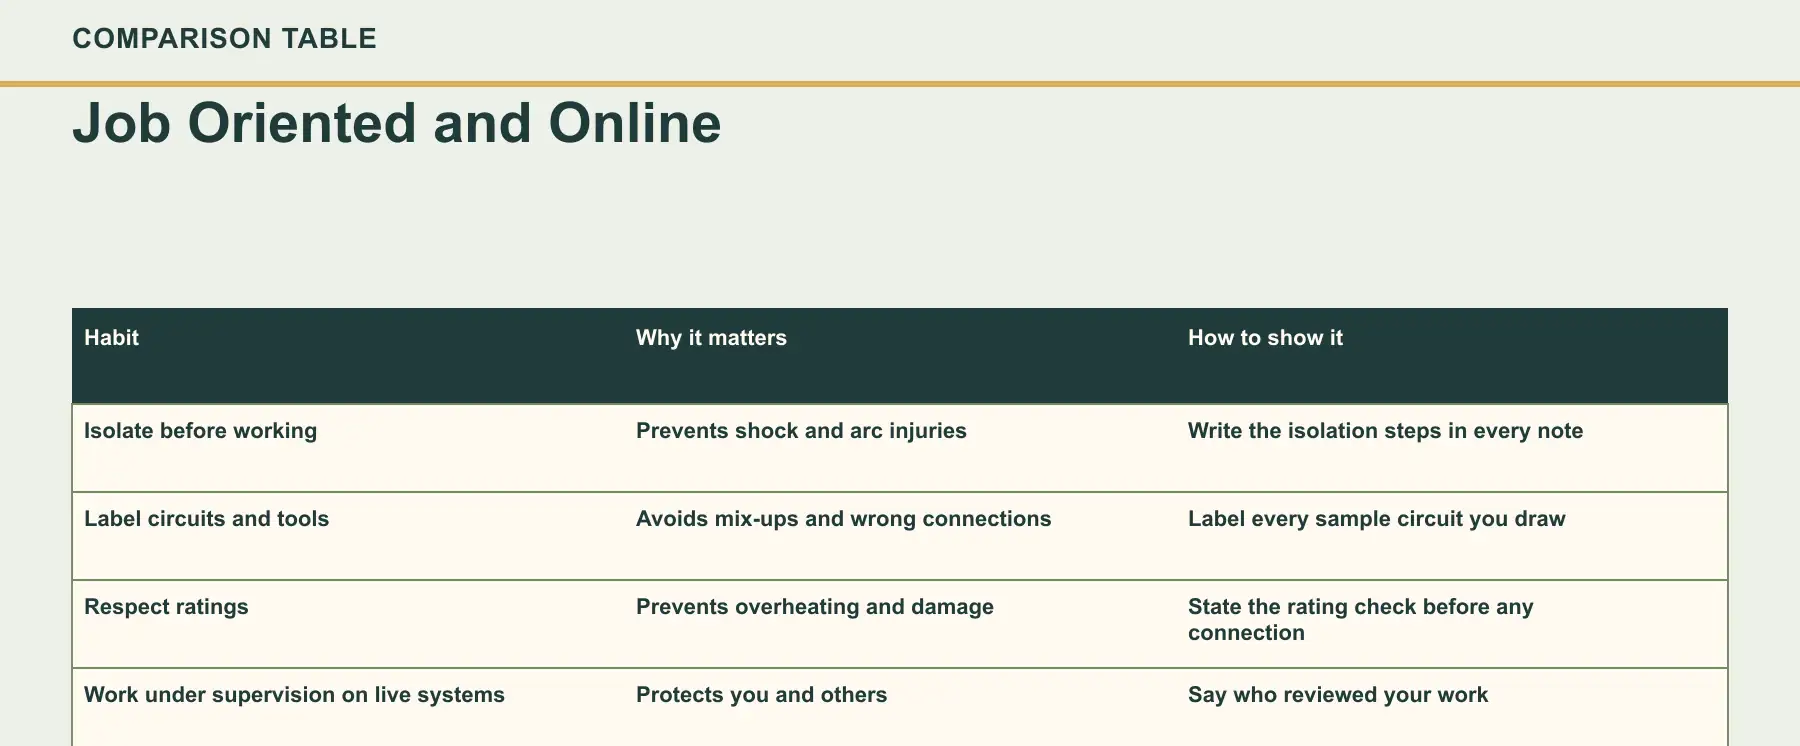 COMPARISON TABLE
Job Oriented and Online
Habit Why it matters How to show it
Isolate before working Prevents shock and arc injuries Write the isolation steps in every note
Label circuits and tools Avoids mix-ups and wrong connections Label every sample circuit you draw
Respect ratings Prevents overheating and damage State the rating check before any
connection
Work under supervision on live systems Protects you and others Say who reviewed your work